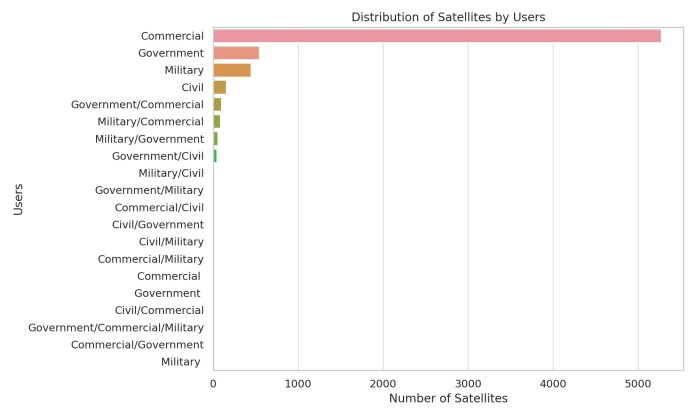 Distribution of Satellites by Users
Commercial
Government
Military
Civil
Government/Commercial
Military/Commercial
Military/Government
Government/Civil
Military/Civil
Government/Military
Commercial/Civil
Civil/Government
Civil/Military
Commercial/Military
Commercial
Government
Civil/Commercial
Government/Commercial/Military
Commercial/Government
Military
Users
0 1000 2000 3000 4000 5000
Number of Satellites